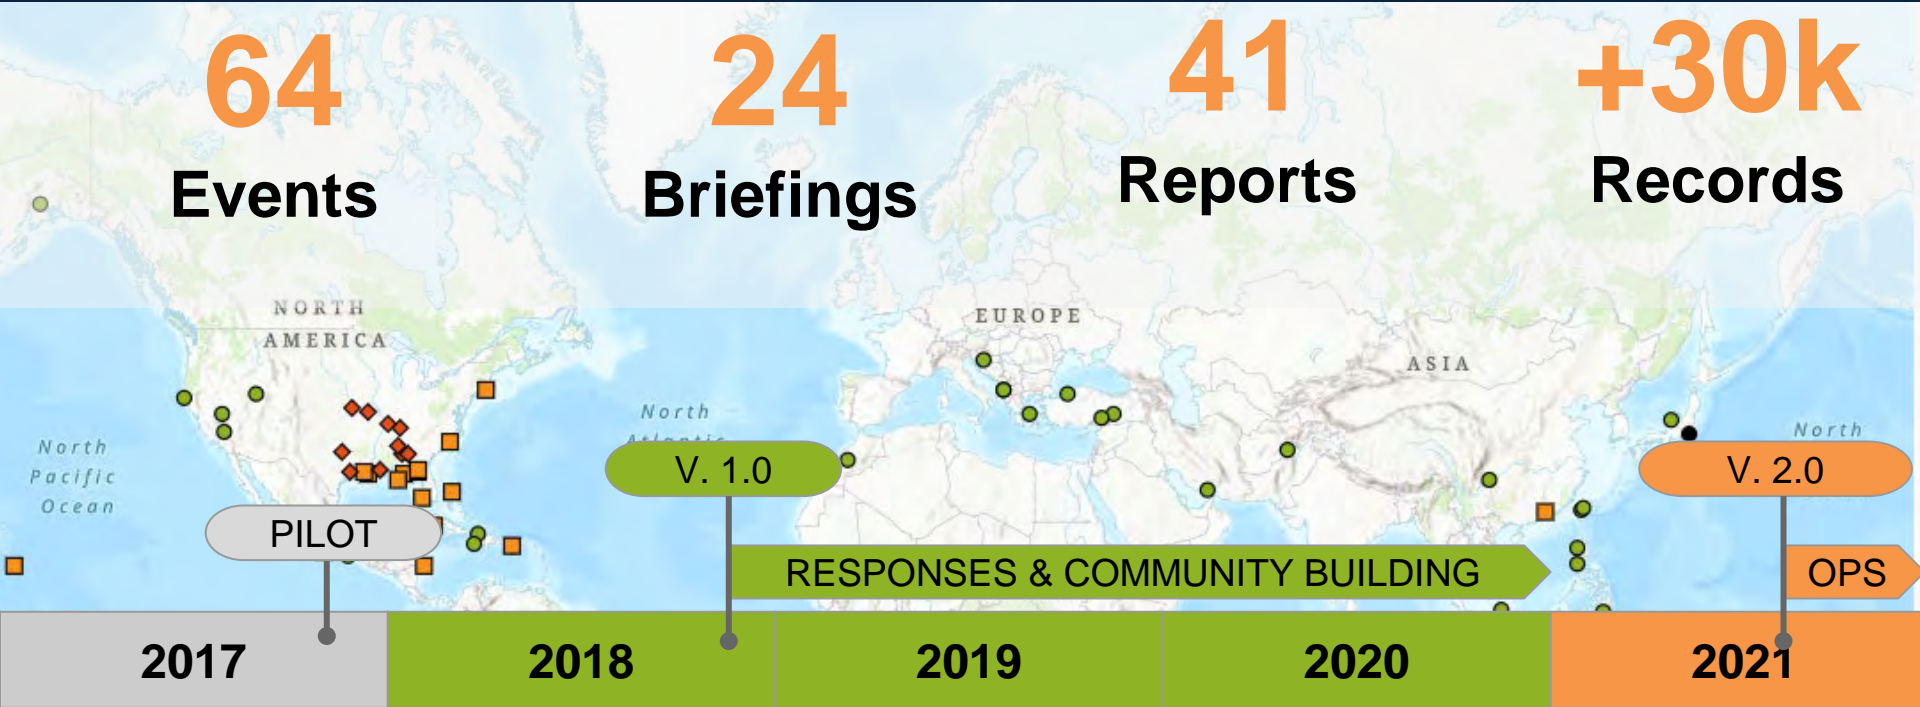 64
Events
24
Briefings
41
Reports
+30k
Records
NORTH
AMERICA
EUROPE
ASIA
North
Pacific
Ocean
North
Atlantic
North
PILOT
V. 1.0
V. 2.0
RESPONSES & COMMUNITY BUILDING
OPS
2017
2018
2019
2020
2021